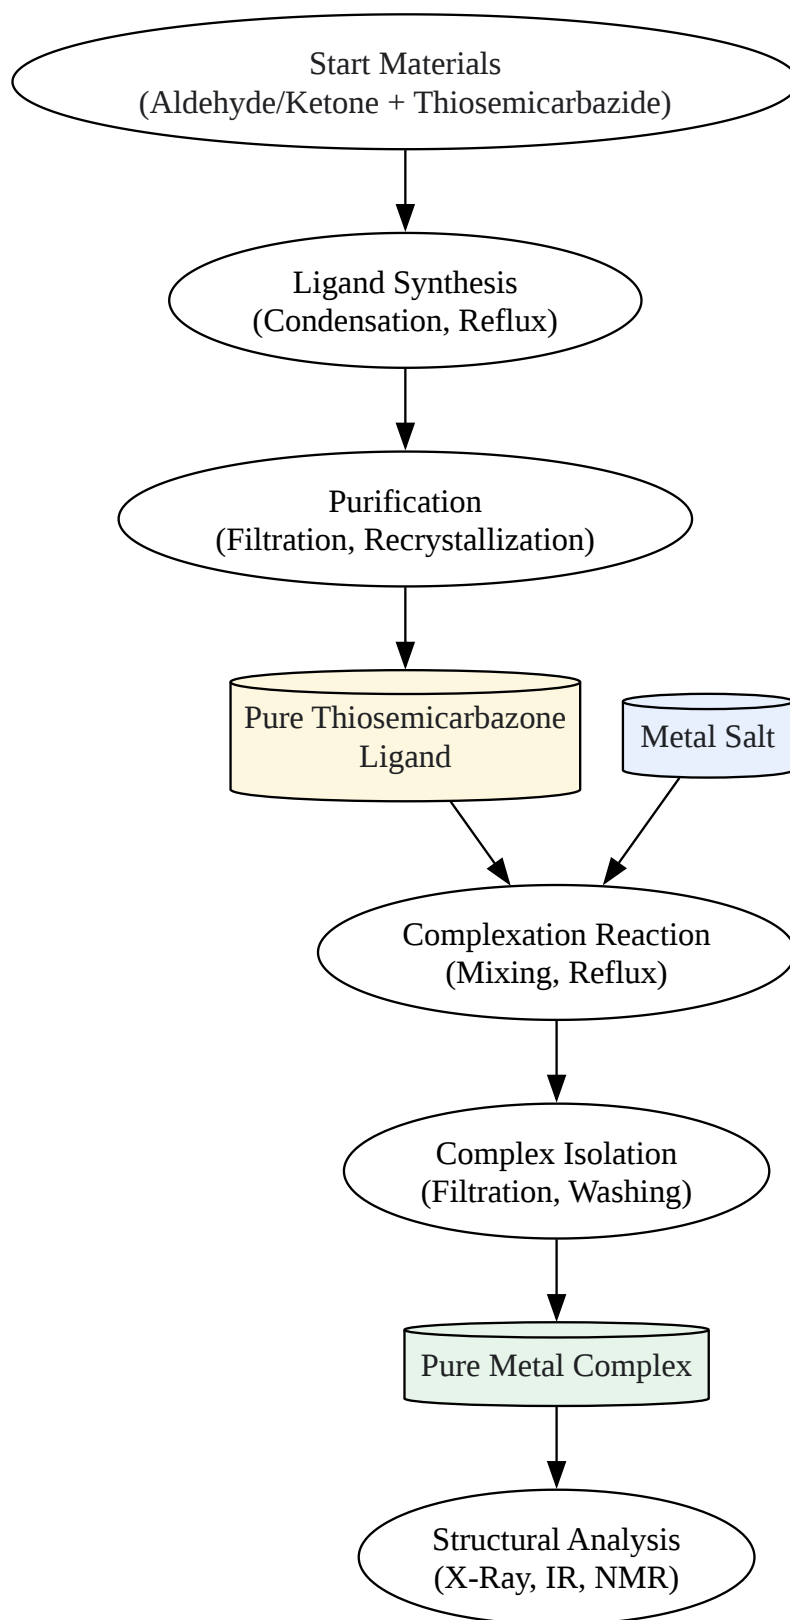 Start Materials
(Aldehyde/Ketone + Thiosemicarbazide)
Ligand Synthesis
(Condensation, Reflux)
Purification
(Filtration, Recrystallization)
Pure Thiosemicarbazone
Ligand
Metal Salt
Complexation Reaction
(Mixing, Reflux)
Complex Isolation
(Filtration, Washing)
Pure Metal Complex
Structural Analysis
(X-Ray, IR, NMR)